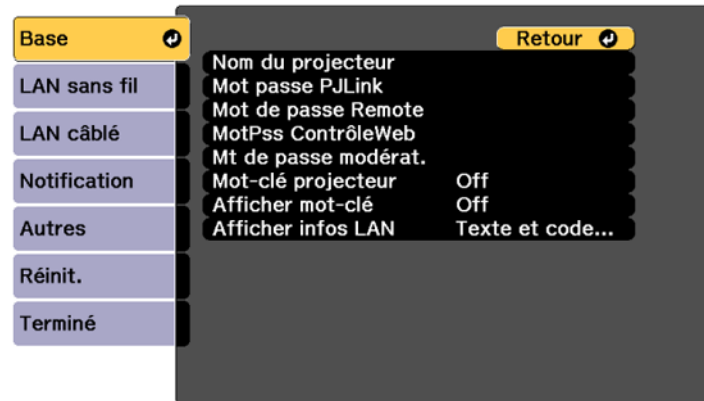 Base
LAN sans fil
LAN câblé
Notification
Autres
Réinit.
Terminé
Retour
Nom du projecteur
Mot passe PJLink
Mot de passe Remote
MotPss ContrôleWeb
Mt de passe modérat.
Mot-clé projecteur Off
Afficher mot-clé Off
Afficher infos LAN Texte et code...